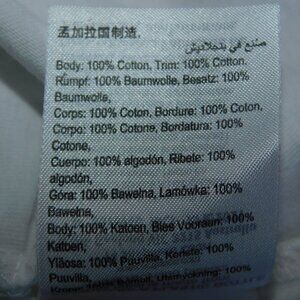 孟加拉国制造. صنع في بنجلاديش
Body: 100% Cotton, Trim: 100% Cotton.
Rumpf: 100% Baumwolle, Besatz: 100%
Baumwolle,
Corps: 100% Coton, Bordure: 100% Coton.
Corpo: 100% Cotone, Bordatura: 100%
Cotone,
Cuerpo: 100% algodón, Ribete: 100%
algodón,
Góra: 100% Bawełna, Lamówka: 100%
Bawełna,
Body: 100% Katoen, Bies Vooraan: 100%
Katoen,
Yläosa: 100% Puuvilla, Koriste: 100%
Puuvilla,